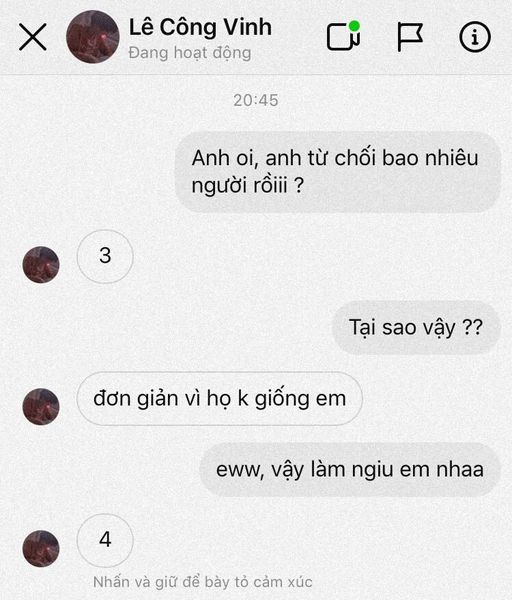 Lê Công Vinh
Đang hoạt động
20:45
Anh oi, anh từ chối bao nhiêu
người rồiii ?
3
Tại sao vậy ??
đơn giản vì họ k giống em
eww, vậy làm ngiu em nhaa
4
Nhấn và giữ để bày tỏ cảm xúc